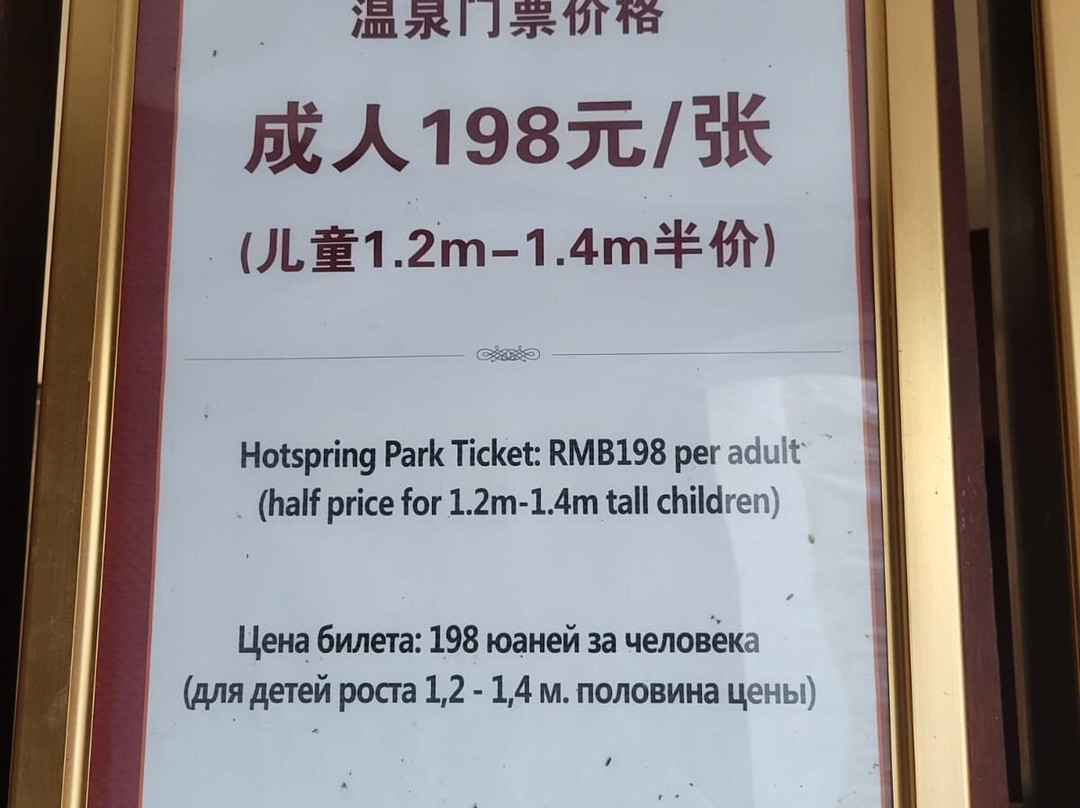 温泉门票价格
成人198元/张
(儿童1.2m-1.4m半价)
Hotspring Park Ticket: RMB198 per adult
(half price for 1.2m-1.4m tall children)
Цена билета: 198 юаней за человека
(для детей роста 1,2 - 1,4 м. половина цены)